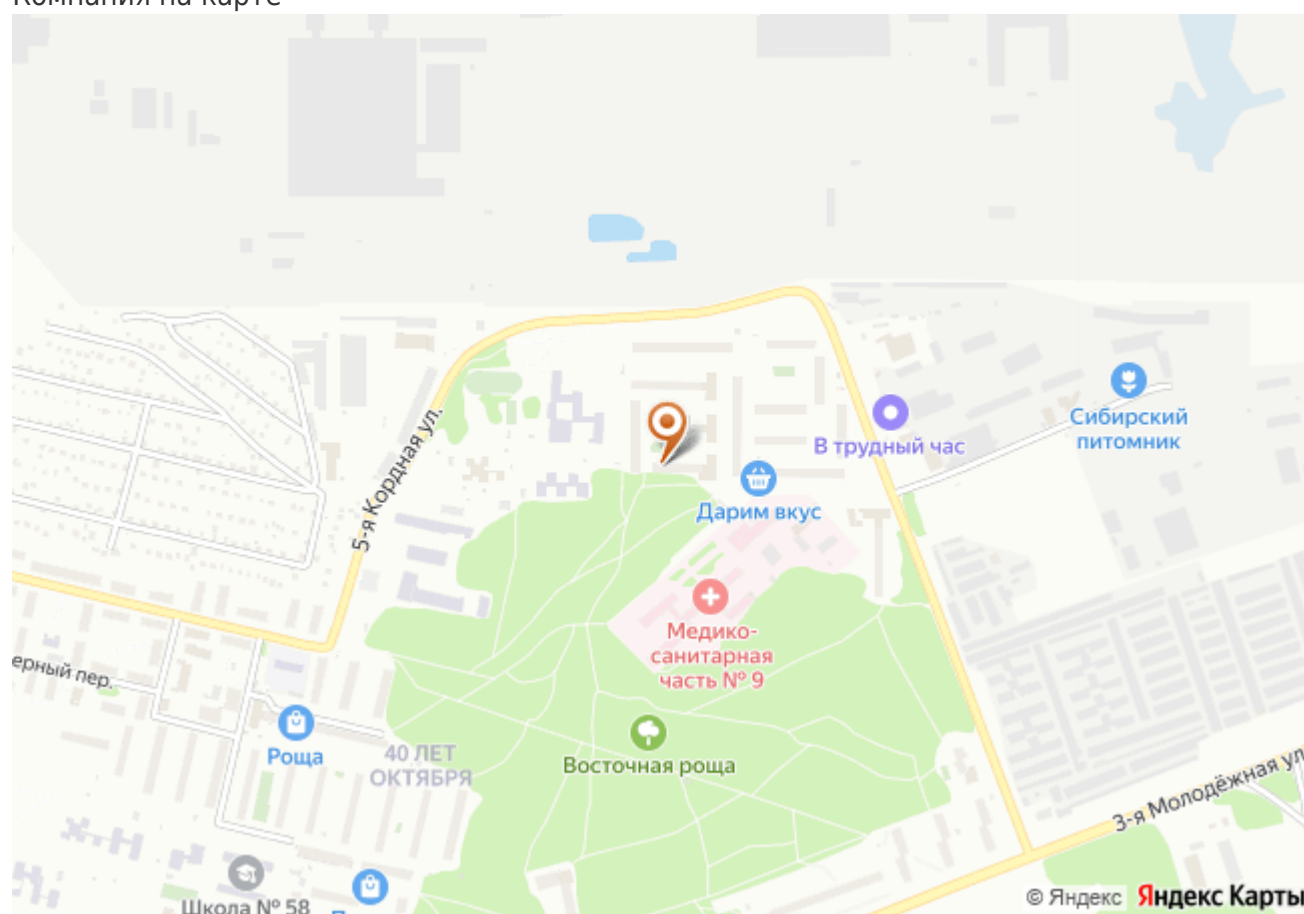 Компания на карте
5-я Кордная ул.
Сибирский
питомник
В трудный час
Дарим вкус
Медико-
санитарная
часть № 9
ерный пер.
Роща
40 ЛЕТ
ОКТЯБРЯ
Восточная роща
3-я Молодёжная ул
Школа № 58
© Яндекс Яндекс Карты